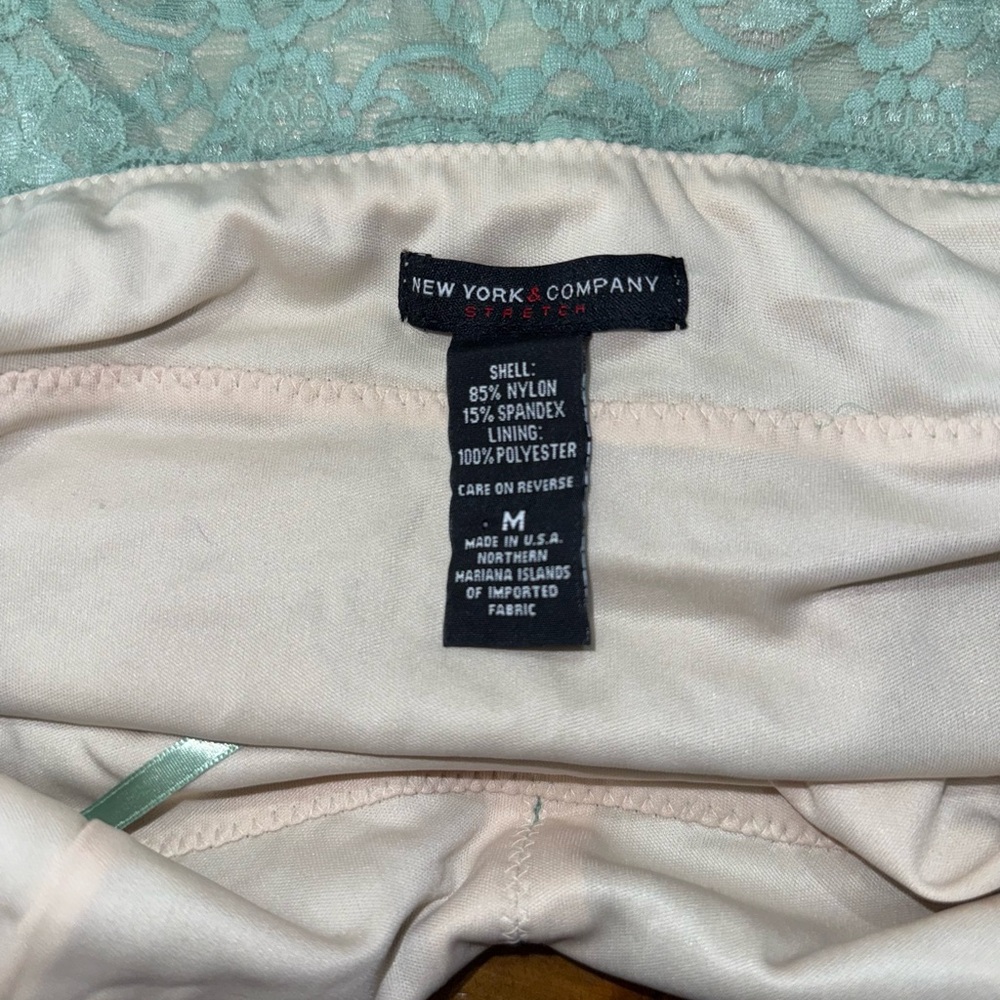 NEW YORK & COMPANY
STRETCH
SHELL:
85% NYLON
15% SPANDEX
LINING:
100% POLYESTER
CARE ON REVERSE
M
MADE IN U.S.A.
NORTHERN
MARIANA ISLANDS
OF IMPORTED
FABRIC